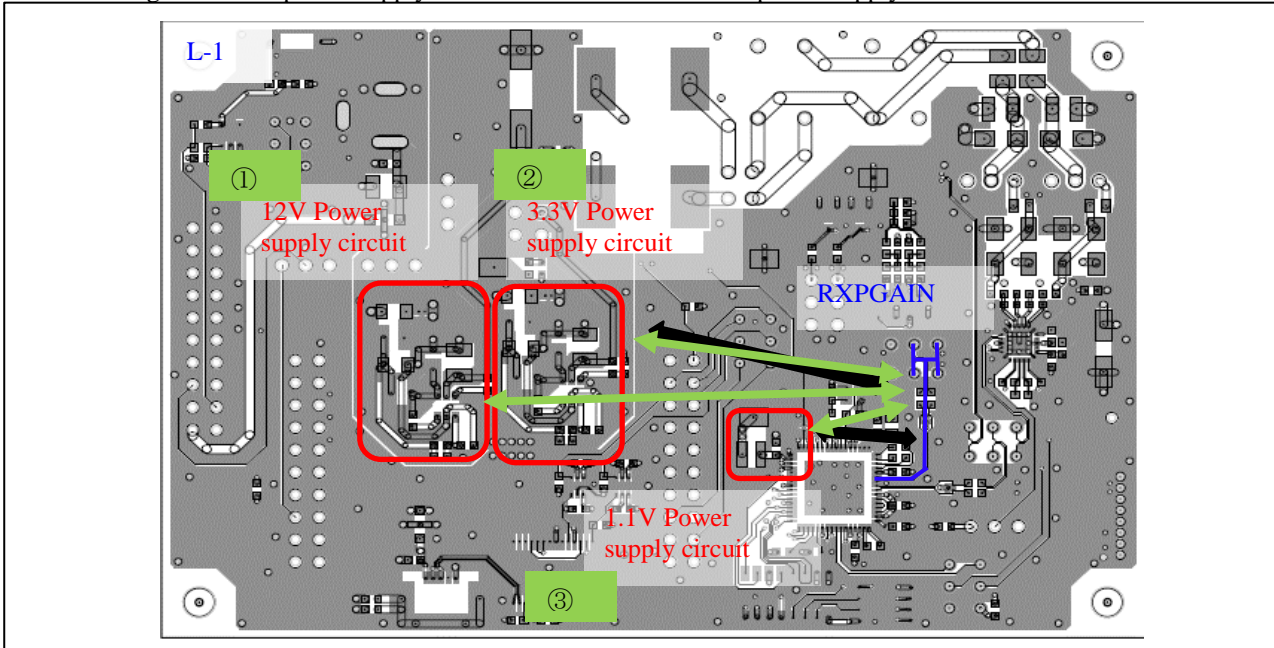 L-1
①
②
12V Power
supply circuit
3.3V Power
supply circuit
RXPGAIN
1.1V Power
supply circuit
③